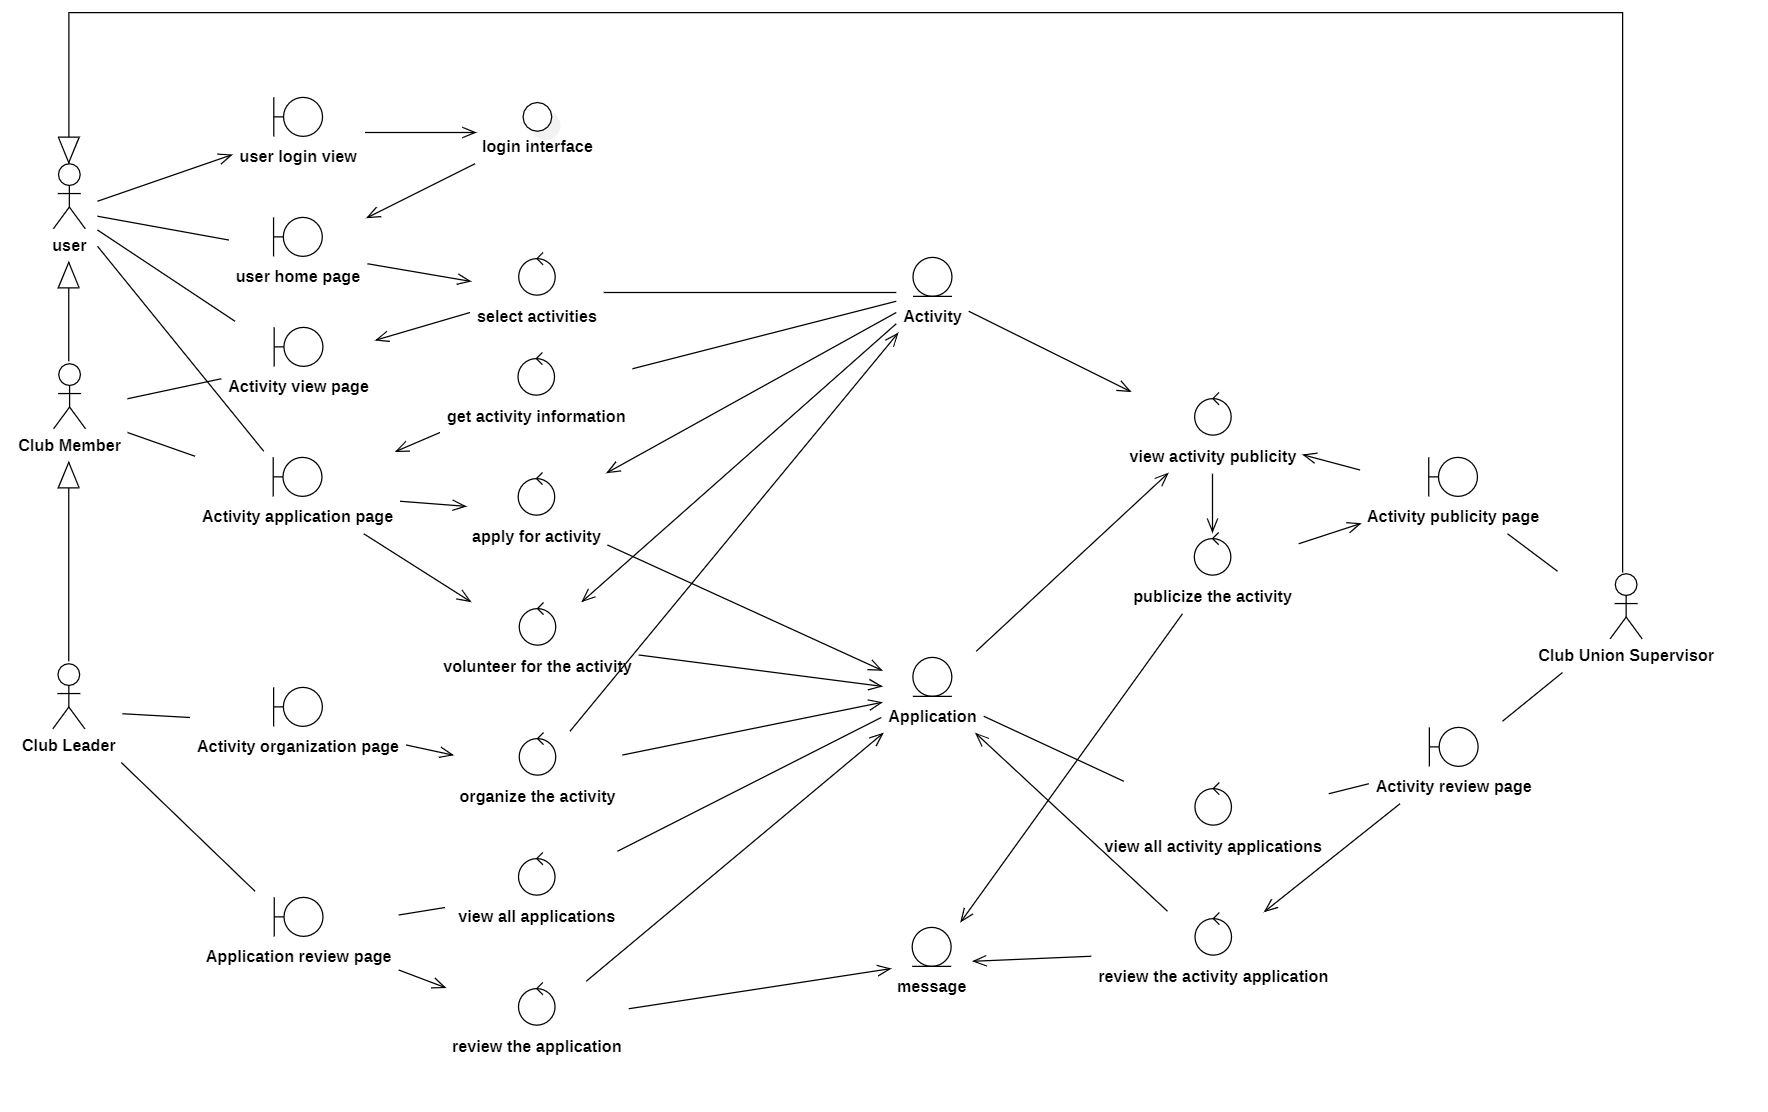 user login view
login interface
user
user home page
select activities
Activity
Activity view page
get activity information
Club Member
view activity publicity
Activity application page
apply for activity
Activity publicity page
publicize the activity
volunteer for the activity
Club Union Supervisor
Application
Club Leader
Activity organization page
organize the activity
Activity review page
view all activity applications
view all applications
Application review page
review the activity application
message
review the application